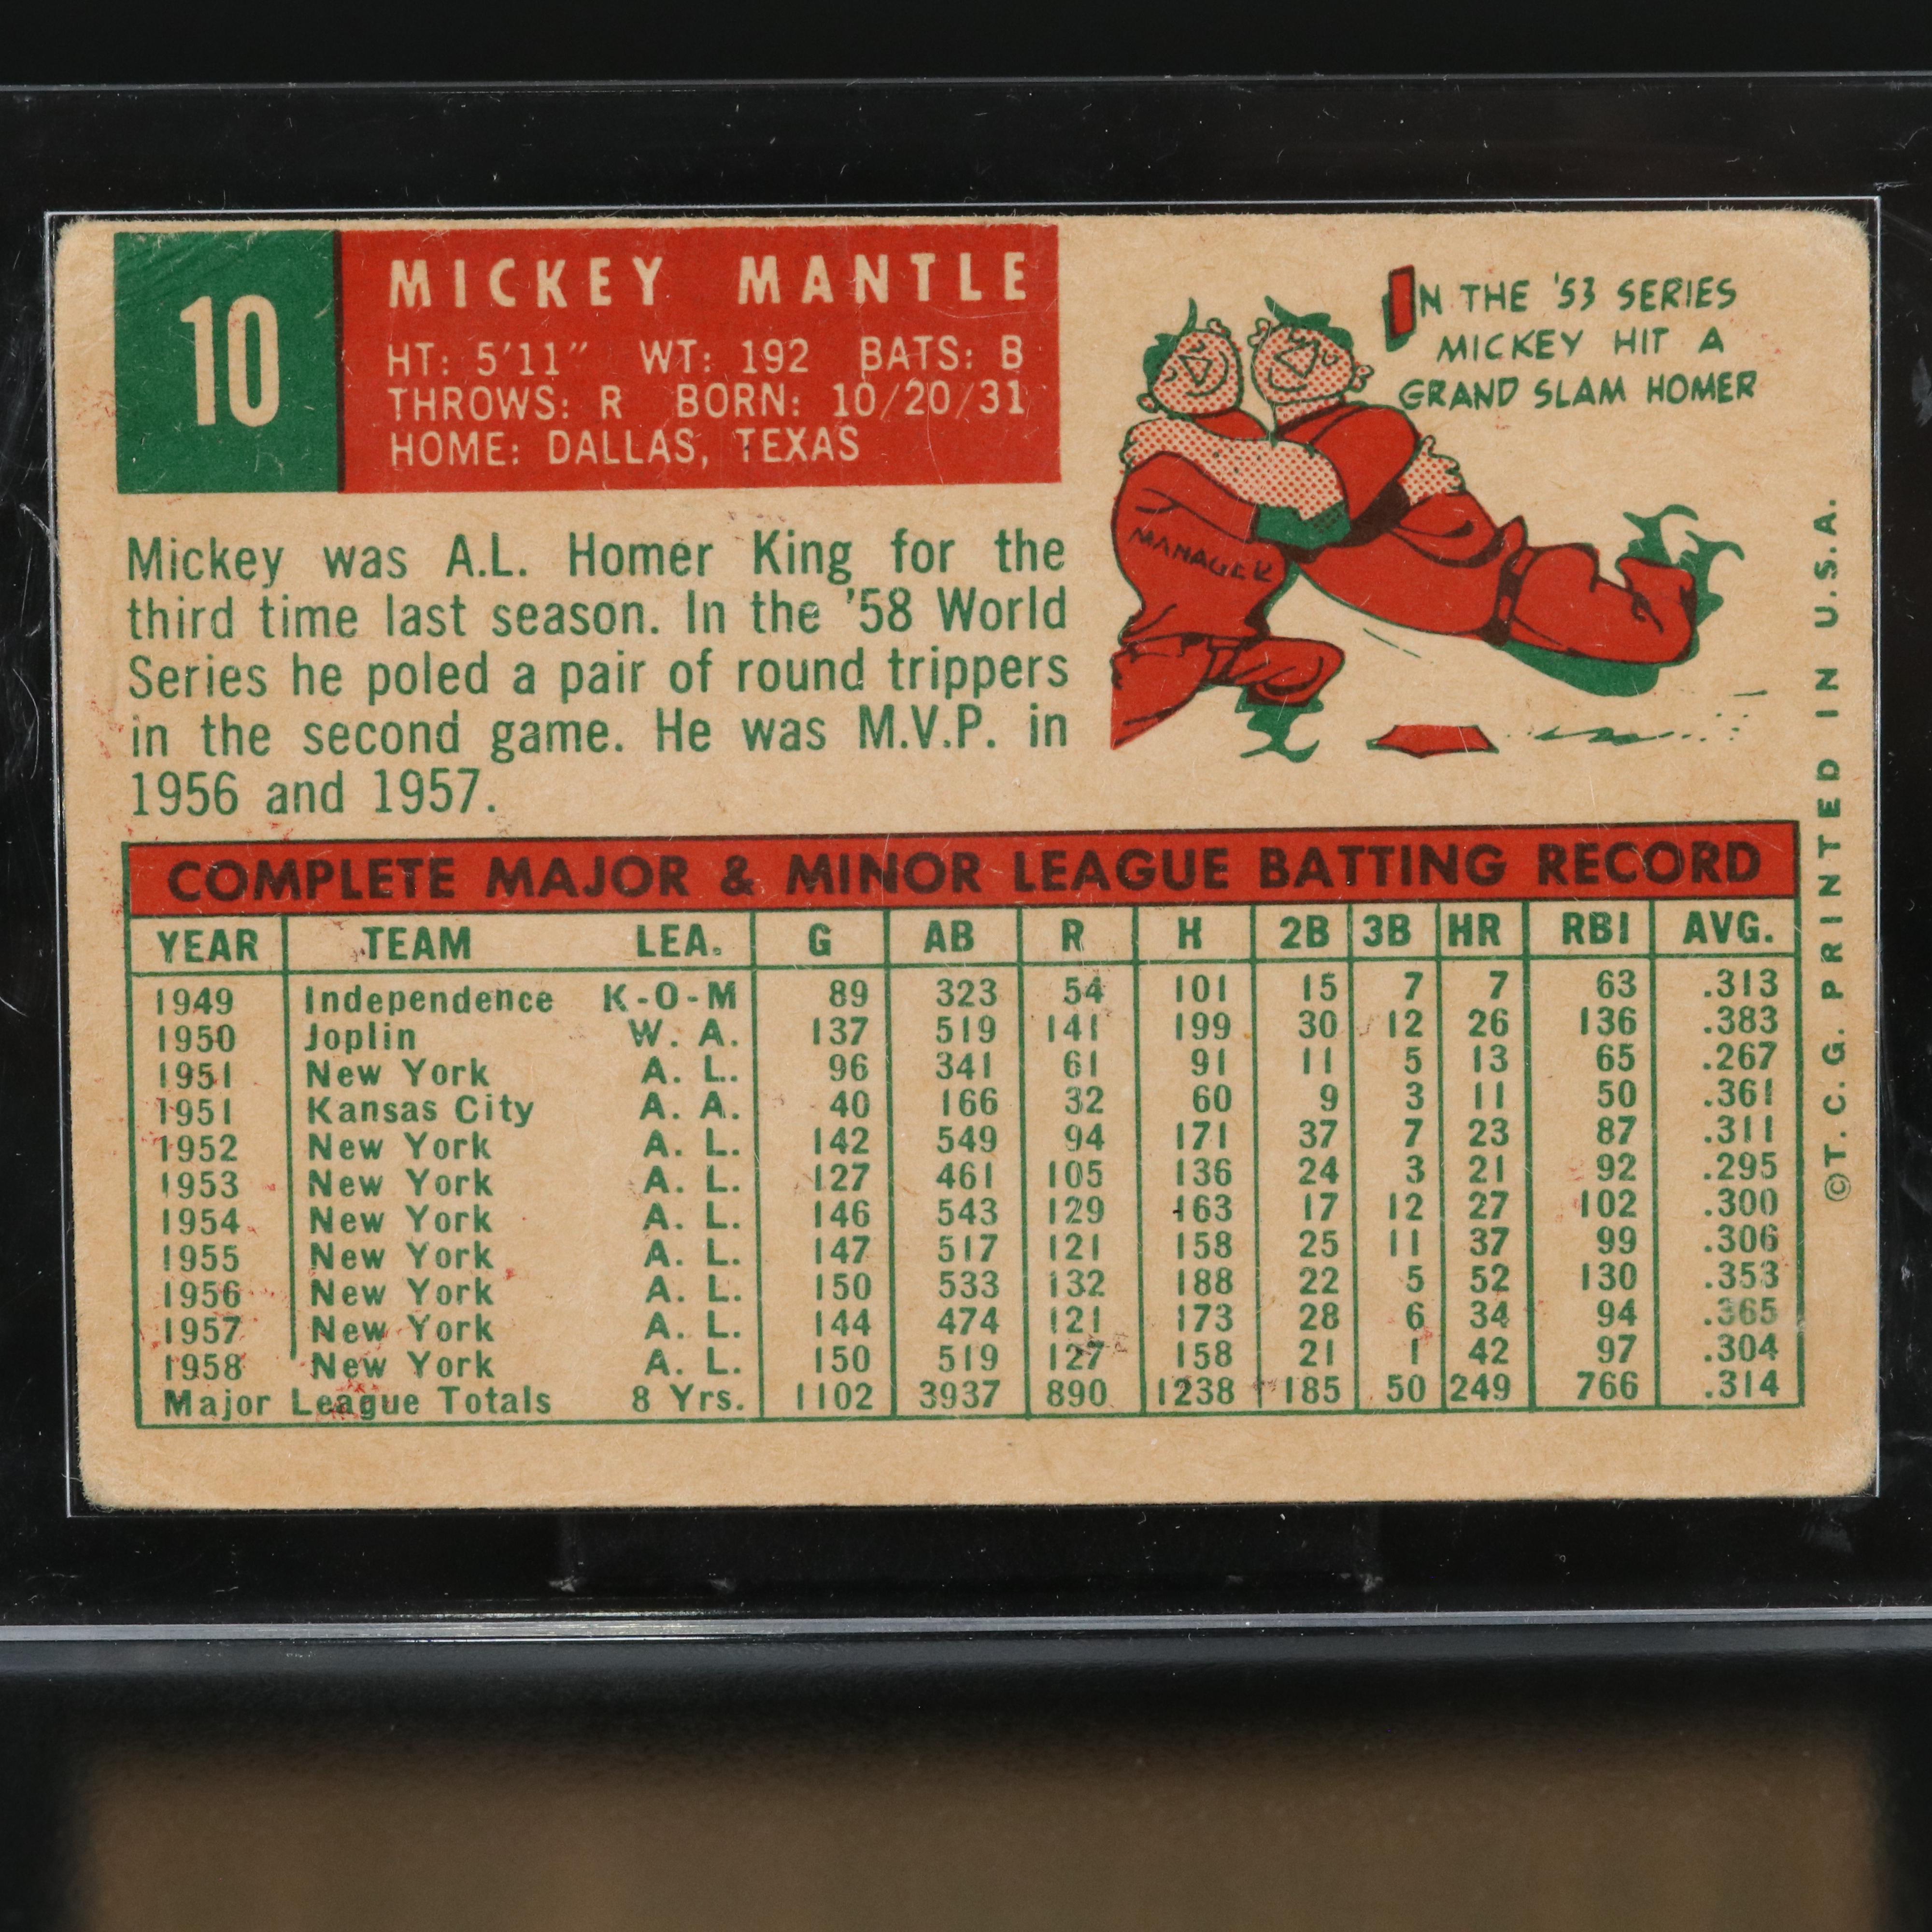 10
MICKEY MANTLE
HT: 5'11" WT: 192 BATS: B
THROWS: R BORN: 10/20/31
HOME: DALLAS, TEXAS
IN THE '53 SERIES
MICKEY HIT A
GRAND SLAM HOMER
MANAGER
Mickey was A.L. Homer King for the
third time last season. In the '58 World
Series he poled a pair of round trippers
in the second game. He was M.V.P. in
1956 and 1957.
COMPLETE MAJOR & MINOR LEAGUE BATTING RECORD
YEAR TEAM LEA. G AB R H 2B 3B HR RBI AVG.
1949 Independence K-O-M 89 323 54 101 15 7 7 63 .313
1950 Joplin W. A. 137 519 141 199 30 12 26 136 .383
1951 New York A. L. 96 341 61 91 11 5 13 65 .267
1951 Kansas City A. A. 40 166 32 60 9 3 11 50 .361
1952 New York A. L. 142 549 94 171 37 7 23 87 .311
1953 New York A. L. 127 461 105 136 24 3 21 92 .295
1954 New York A. L. 146 543 129 163 17 12 27 102 .300
1955 New York A. L. 147 517 121 158 25 11 37 99 .306
1956 New York A. L. 150 533 132 188 22 5 52 130 .353
1957 New York A. L. 144 474 121 173 28 6 34 94 .365
1958 New York A. L. 150 519 127 158 21 1 42 97 .304
Major League Totals 8 Yrs. 1102 3937 890 1238 185 50 249 766 .314
©T. C. G. PRINTED IN U.S.A.